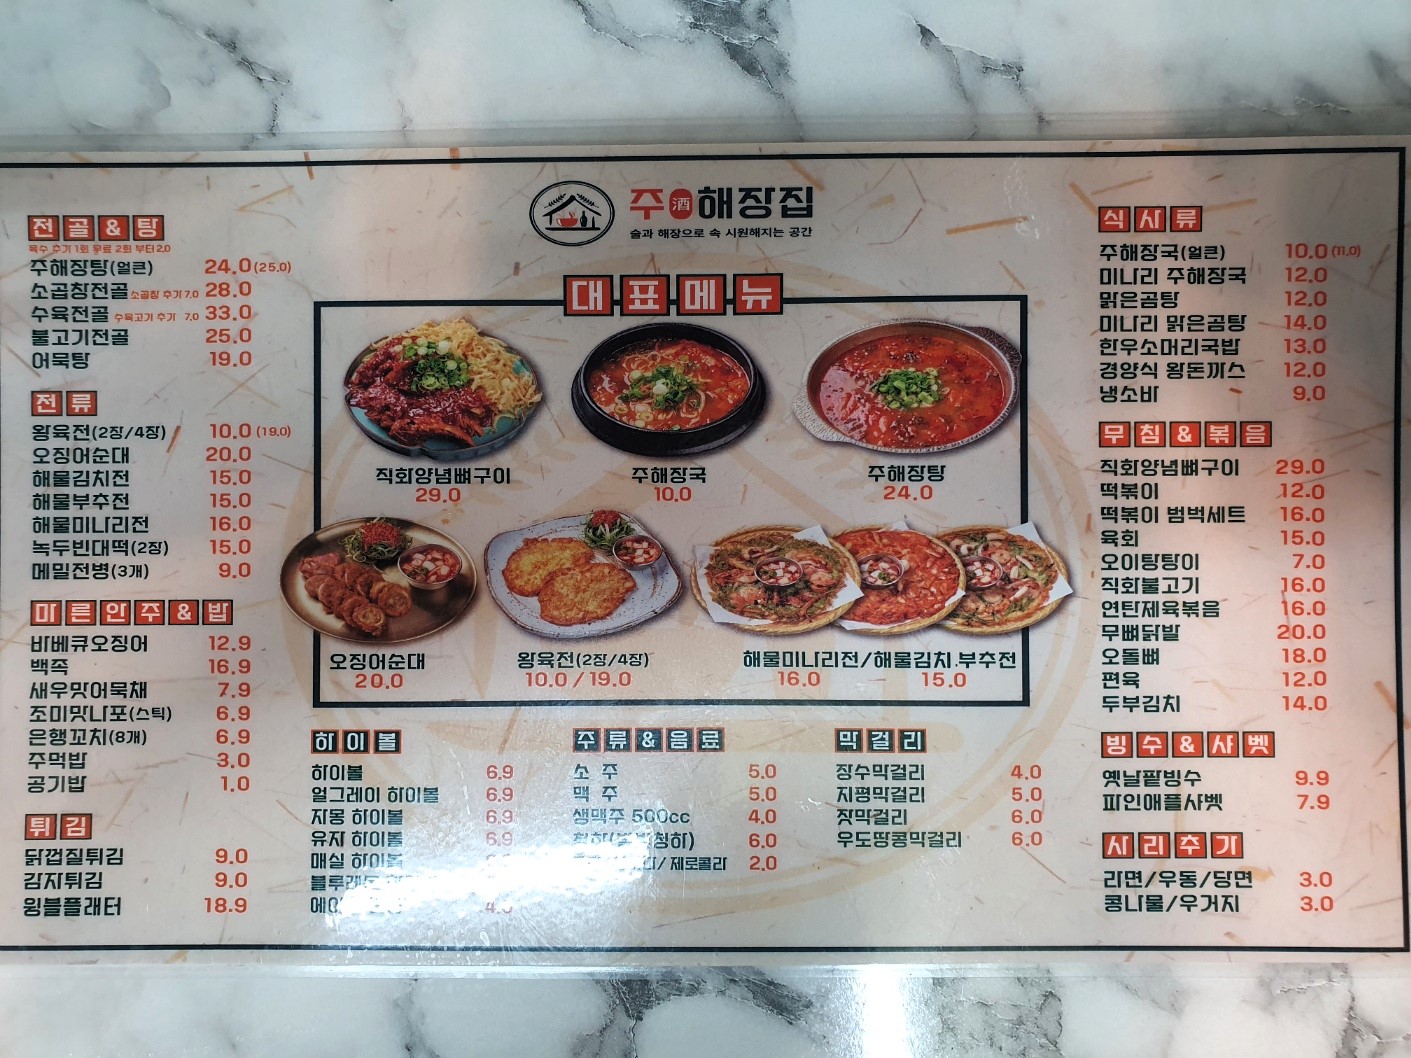 주酒해장집
술과 해장으로 속 시원해지는 공간
전골&탕
육수 추가 1회 무료 2회 부터 2.0
주해장탕(얼큰) 24.0 (25.0)
소곱창전골 소곱창 추가 7.0 28.0
수육전골 수육고기 추가 7.0 33.0
불고기전골 25.0
어묵탕 19.0
전류
왕육전(2장/4장) 10.0 (19.0)
오징어순대 20.0
해물김치전 15.0
해물부추전 15.0
해물미나리전 16.0
녹두빈대떡(2장) 15.0
메밀전병(3개) 9.0
마른안주&밥
바베큐오징어 12.9
백족 16.9
새우맛어묵채 7.9
조미맛나포(스틱) 6.9
은행꼬치(8개) 6.9
주먹밥 3.0
공기밥 1.0
튀김
닭껍질튀김 9.0
감자튀김 9.0
윙블플래터 18.9
대표메뉴
직화양념뼈구이 주해장국 주해장탕
29.0 10.0 24.0
오징어순대 왕육전(2장/4장) 해물미나리전/해물김치.부추전
20.0 10.0 / 19.0 16.0 15.0
하이볼
하이볼 6.9
얼그레이 하이볼 6.9
자몽 하이볼 6.9
유자 하이볼 6.9
매실 하이볼
블루레
에이
주류&음료
소 주 5.0
맥 주 5.0
생맥주 500cc 4.0
청하) 6.0
/ 제로콜라 2.0
막걸리
장수막걸리 4.0
지평막걸리 5.0
잣막걸리 6.0
우도땅콩막걸리 6.0
식사류
주해장국(얼큰) 10.0 (11.0)
미나리 주해장국 12.0
맑은곰탕 12.0
미나리 맑은곰탕 14.0
한우소머리국밥 13.0
경양식 왕돈까스 12.0
냉소바 9.0
무침&볶음
직화양념뼈구이 29.0
떡볶이 12.0
떡볶이 범벅세트 16.0
육회 15.0
오이탕탕이 7.0
직화불고기 16.0
연탄제육볶음 16.0
무뼈닭발 20.0
오돌뼈 18.0
편육 12.0
두부김치 14.0
빙수&샤벳
옛날팥빙수 9.9
파인애플샤벳 7.9
사리추가
라면/우동/당면 3.0
콩나물/우거지 3.0